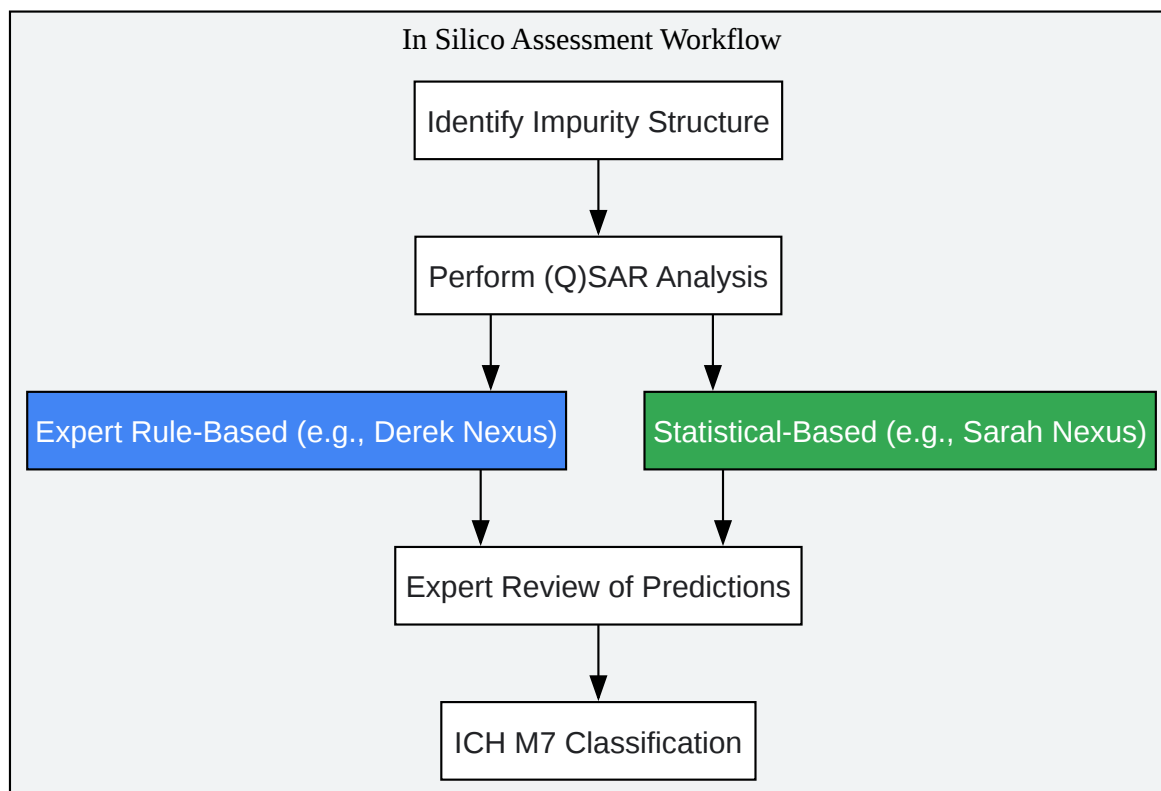 In Silico Assessment Workflow
Identify Impurity Structure
Perform (Q)SAR Analysis
Expert Rule-Based (e.g., Derek Nexus)
Statistical-Based (e.g., Sarah Nexus)
Expert Review of Predictions
ICH M7 Classification